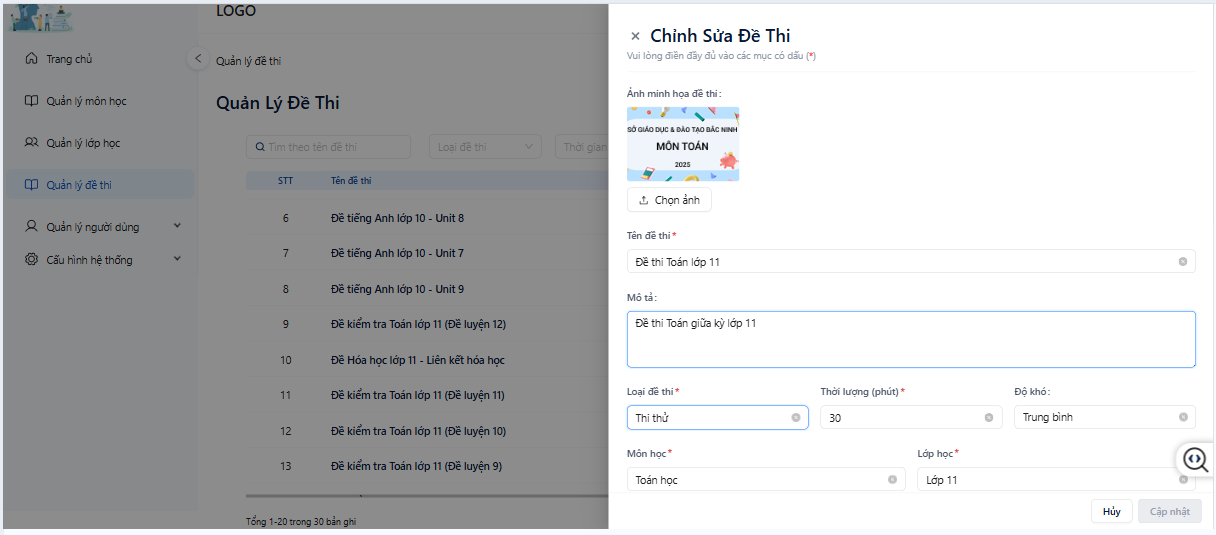 LOGO
Trang chủ
Quản lý môn học
Quản lý lớp học
Quản lý đề thi
Quản lý người dùng
Cấu hình hệ thống
Quản lý đề thi
Quản Lý Đề Thi
Tìm theo tên đề thi
Loại đề thi
Thời gian
STT Tên đề thi
6 Đề tiếng Anh lớp 10 - Unit 8
7 Đề tiếng Anh lớp 10 - Unit 7
8 Đề tiếng Anh lớp 10 - Unit 9
9 Đề kiểm tra Toán lớp 11 (Đề luyện 12)
10 Đề Hóa học lớp 11 - Liên kết hóa học
11 Đề kiểm tra Toán lớp 11 (Đề luyện 11)
12 Đề kiểm tra Toán lớp 11 (Đề luyện 10)
13 Đề kiểm tra Toán lớp 11 (Đề luyện 9)
Tổng 1-20 trong 30 bản ghi
Chỉnh Sửa Đề Thi
Vui lòng điền đầy đủ vào các mục có dấu (*)
Ảnh minh họa đề thi:
SỞ GIÁO DỤC & ĐÀO TẠO BẮC NINH
MÔN TOÁN
2025
Chọn ảnh
Tên đề thi*
Đề thi Toán lớp 11
Mô tả:
Đề thi Toán giữa kỳ lớp 11
Loại đề thi* Thời lượng (phút)* Độ khó:
Thi thử 30 Trung bình
Môn học* Lớp học*
Toán học Lớp 11
Hủy Cập nhật